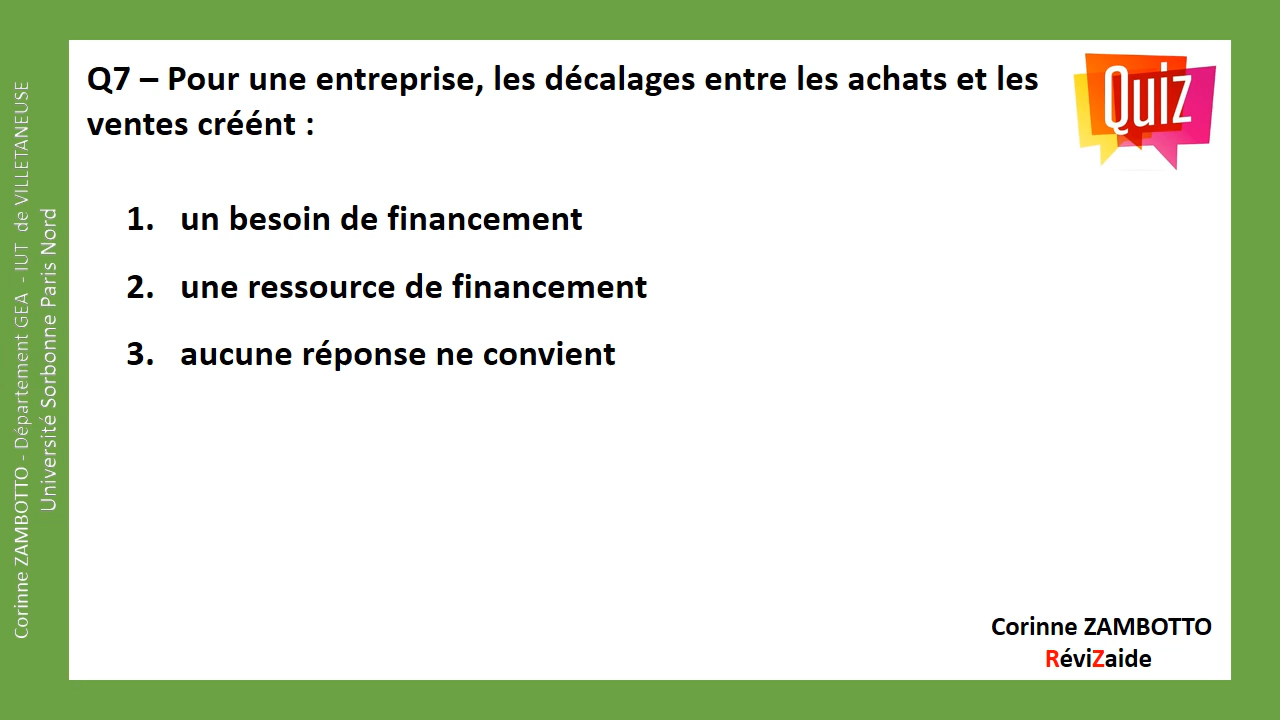 Q7 – Pour une entreprise, les décalages entre les achats et les
ventes créént :
Quiz
1. un besoin de financement
2. une ressource de financement
3. aucune réponse ne convient
Corinne ZAMBOTTO
RéviZaide
Corinne ZAMBOTTO - Département GEA - IUT de VILLETANEUSE
Université Sorbonne Paris Nord